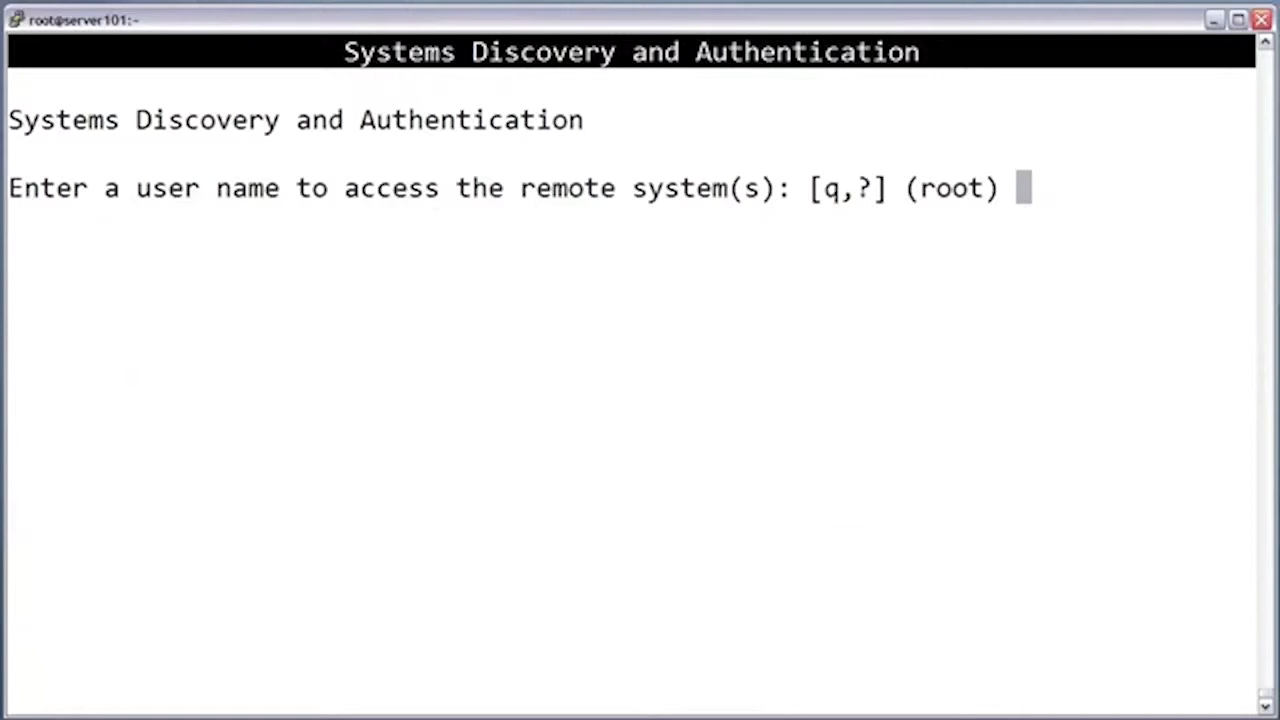 root@server101:~
Systems Discovery and Authentication
Systems Discovery and Authentication
Enter a user name to access the remote system(s): [q,?] (root)